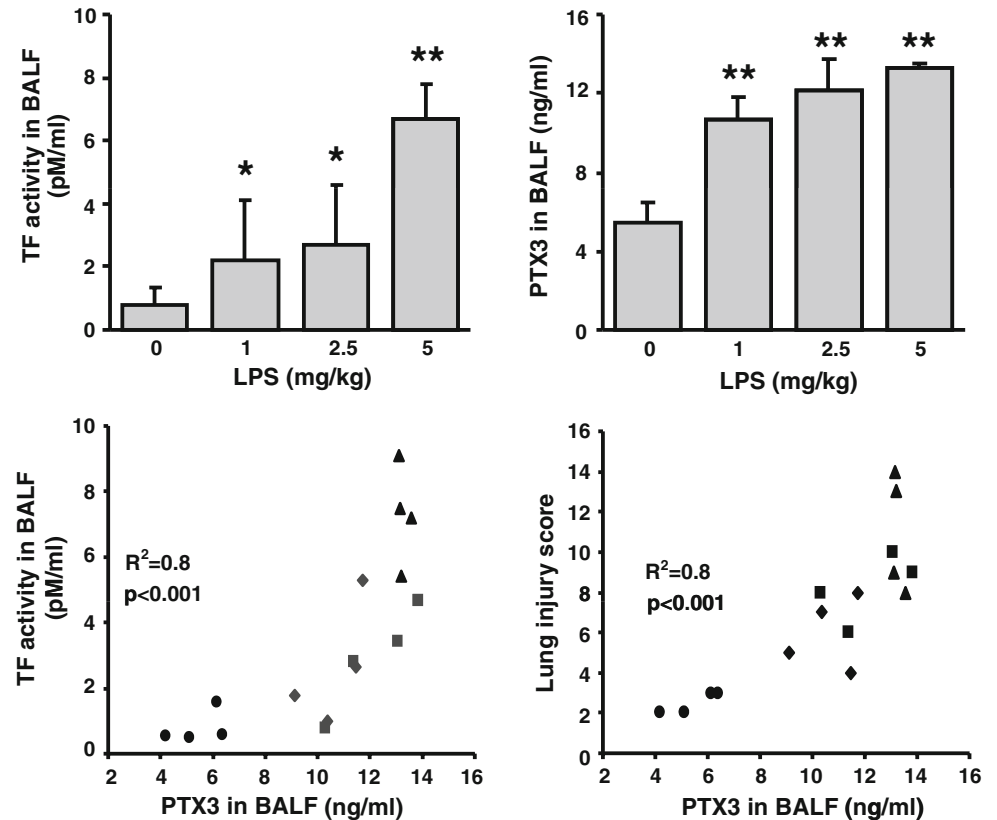 TF activity in BALF
(pM/ml)
10
8
6
4
2
0
*
*
**
0 1 2.5 5
LPS (mg/kg)
PTX3 in BALF (ng/ml)
16
12
8
4
0
**
**
**
0 1 2.5 5
LPS (mg/kg)
TF activity in BALF
(pM/ml)
10
8
6
4
2
0
R²=0.8
p<0.001
2 4 6 8 10 12 14 16
PTX3 in BALF (ng/ml)
Lung injury score
16
14
12
10
8
6
4
2
0
R²=0.8
p<0.001
2 4 6 8 10 12 14 16
PTX3 in BALF (ng/ml)